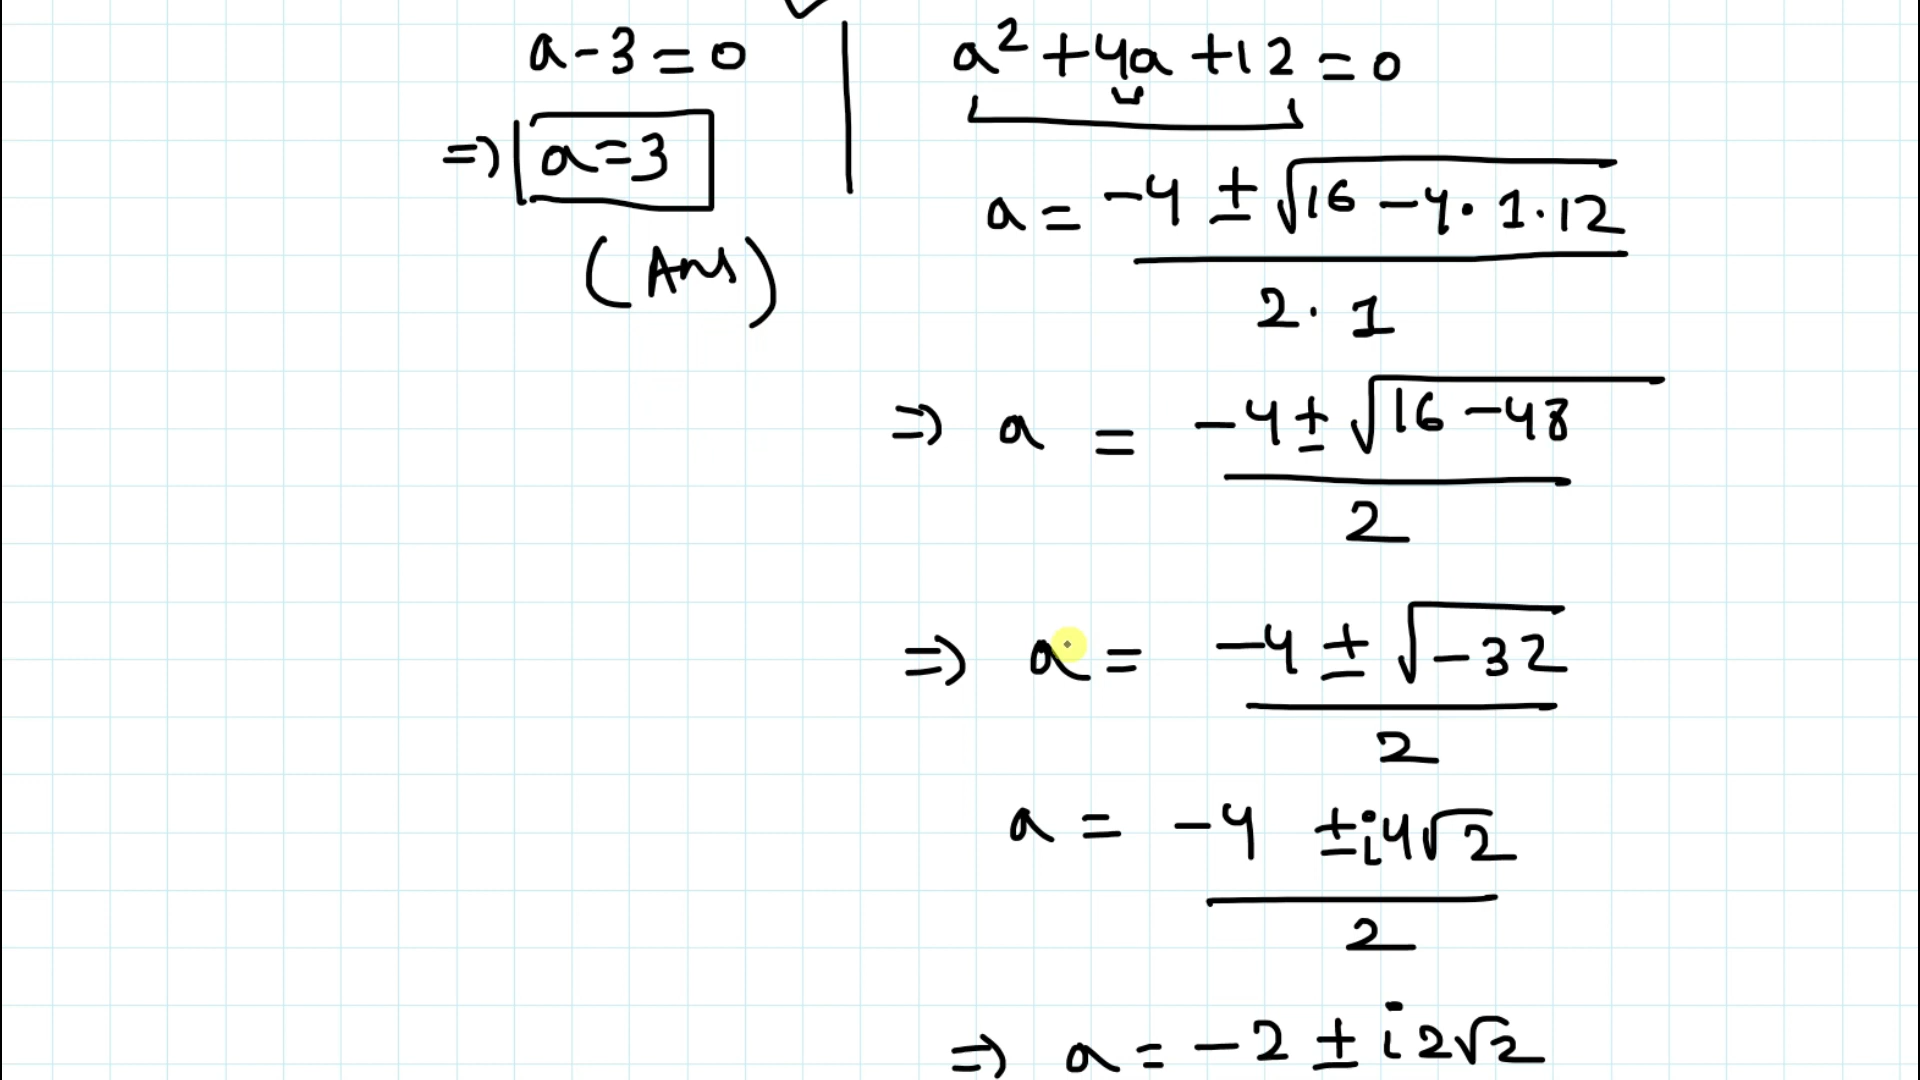 a-3=0
=> a=3
(Ans)
a²+4a+12=0
a = (-4 ± √(16-4·1·12)) / (2·1)
=> a = (-4 ± √(16-48)) / 2
=> a = (-4 ± √(-32)) / 2
a = (-4 ± i4√2) / 2
=> a = -2 ± i2√2